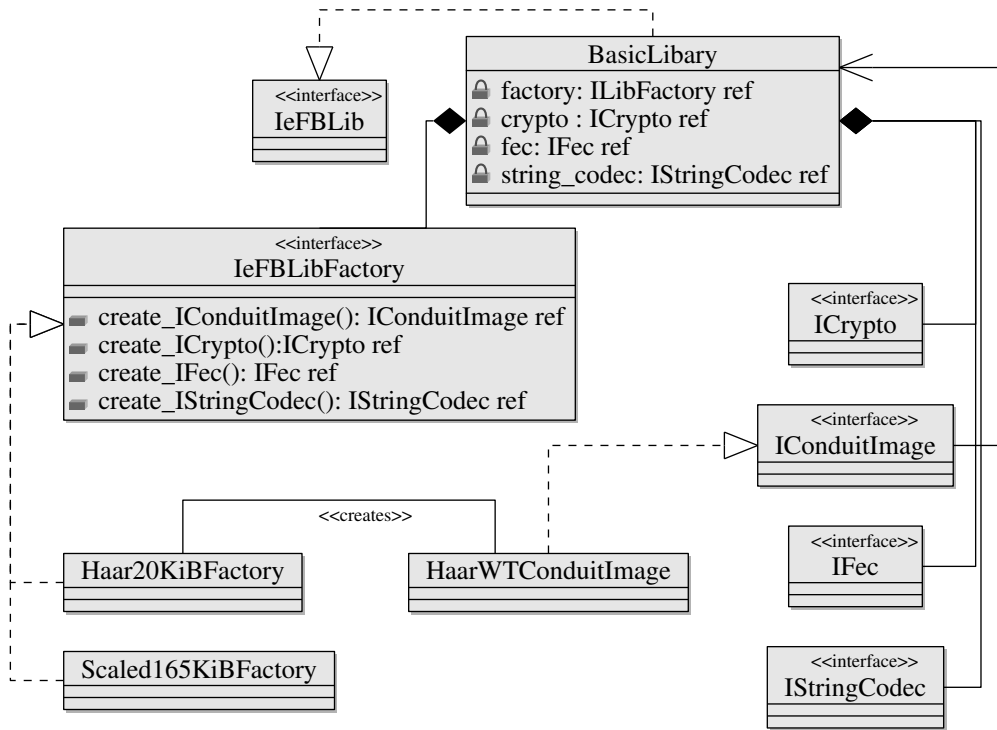 BasicLibary
factory: ILibFactory ref
crypto : ICrypto ref
fec: IFec ref
string_codec: IStringCodec ref
<<interface>>
IeFBLib
<<interface>>
IeFBLibFactory
create_IConduitImage(): IConduitImage ref
create_ICrypto():ICrypto ref
create_IFec(): IFec ref
create_IStringCodec(): IStringCodec ref
<<interface>>
ICrypto
<<interface>>
IConduitImage
<<creates>>
Haar20KiBFactory
HaarWTConduitImage
<<interface>>
IFec
Scaled165KiBFactory
<<interface>>
IStringCodec